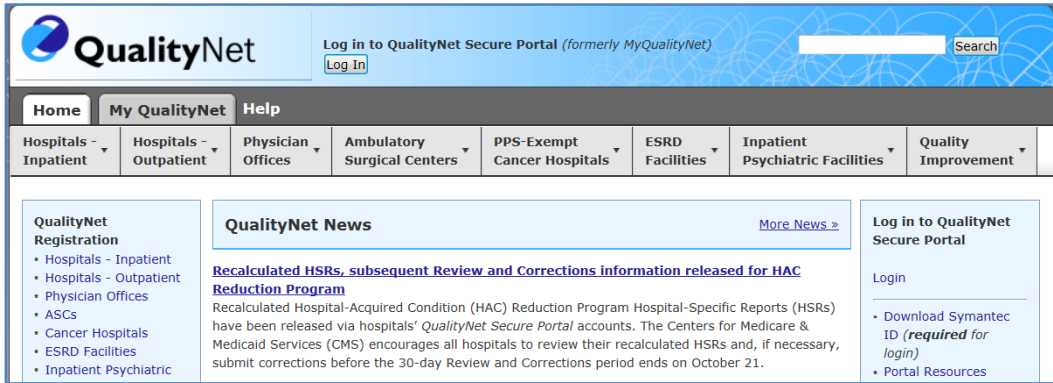 QualityNet
Log in to QualityNet Secure Portal (formerly MyQualityNet)
Log In
Search
Home
My QualityNet
Help
Hospitals -
Inpatient
Hospitals -
Outpatient
Physician
Offices
Ambulatory
Surgical Centers
PPS-Exempt
Cancer Hospitals
ESRD
Facilities
Inpatient
Psychiatric Facilities
Quality
Improvement
QualityNet
Registration
• Hospitals - Inpatient
• Hospitals - Outpatient
• Physician Offices
• ASCs
• Cancer Hospitals
• ESRD Facilities
• Inpatient Psychiatric
QualityNet News
More News »
Recalculated HSRs, subsequent Review and Corrections information released for HAC
Reduction Program
Recalculated Hospital-Acquired Condition (HAC) Reduction Program Hospital-Specific Reports (HSRs)
have been released via hospitals' QualityNet Secure Portal accounts. The Centers for Medicare &
Medicaid Services (CMS) encourages all hospitals to review their recalculated HSRs and, if necessary,
submit corrections before the 30-day Review and Corrections period ends on October 21.
Log in to QualityNet
Secure Portal
Login
• Download Symantec
ID (required for
login)
• Portal Resources